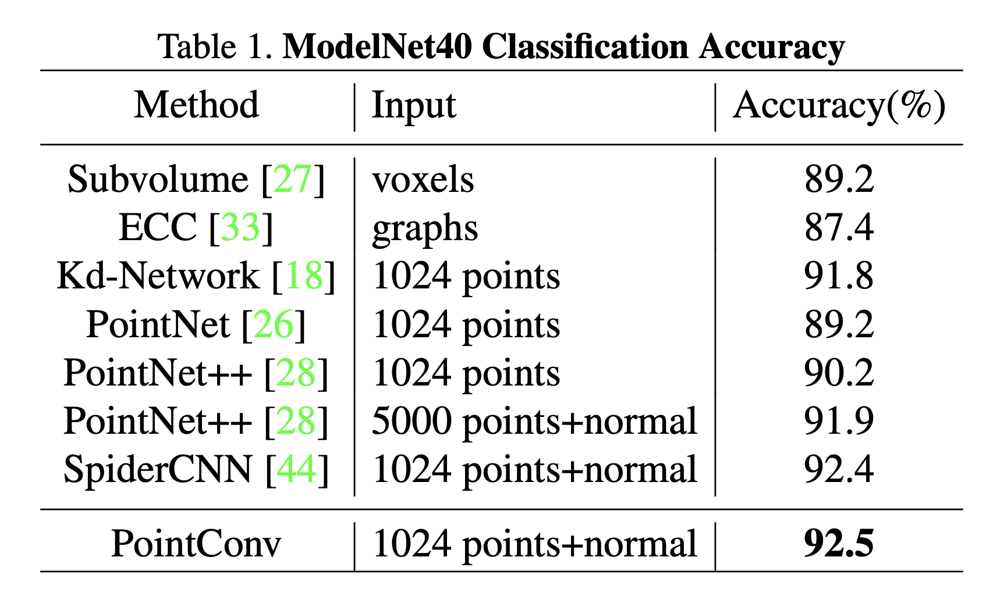 Table 1. ModelNet40 Classification Accuracy
Method Input Accuracy(%)
Subvolume [27] voxels 89.2
ECC [33] graphs 87.4
Kd-Network [18] 1024 points 91.8
PointNet [26] 1024 points 89.2
PointNet++ [28] 1024 points 90.2
PointNet++ [28] 5000 points+normal 91.9
SpiderCNN [44] 1024 points+normal 92.4
PointConv 1024 points+normal 92.5